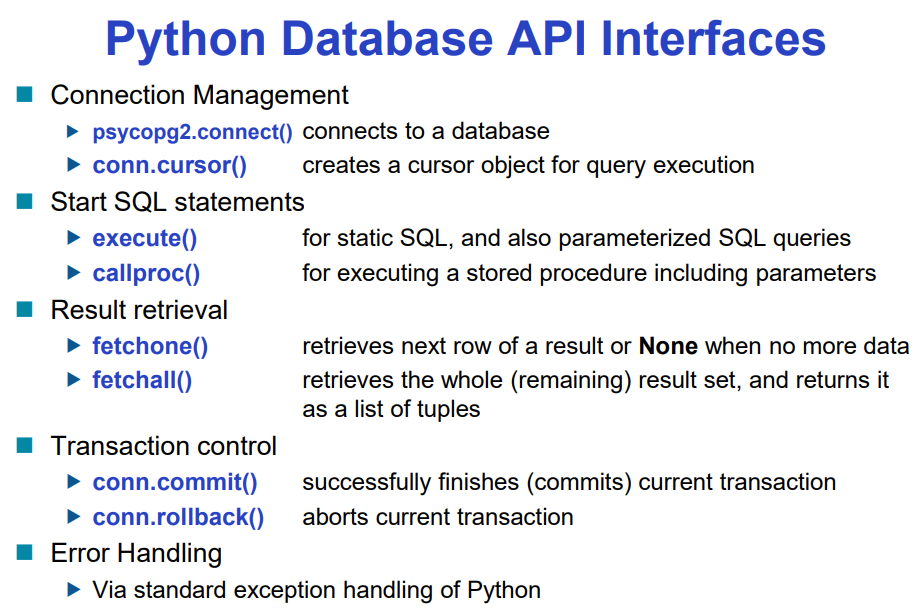 Python Database API Interfaces
Connection Management
psycopg2.connect() connects to a database
conn.cursor() creates a cursor object for query execution
Start SQL statements
execute() for static SQL, and also parameterized SQL queries
callproc() for executing a stored procedure including parameters
Result retrieval
fetchone() retrieves next row of a result or None when no more data
fetchall() retrieves the whole (remaining) result set, and returns it
as a list of tuples
Transaction control
conn.commit() successfully finishes (commits) current transaction
conn.rollback() aborts current transaction
Error Handling
Via standard exception handling of Python